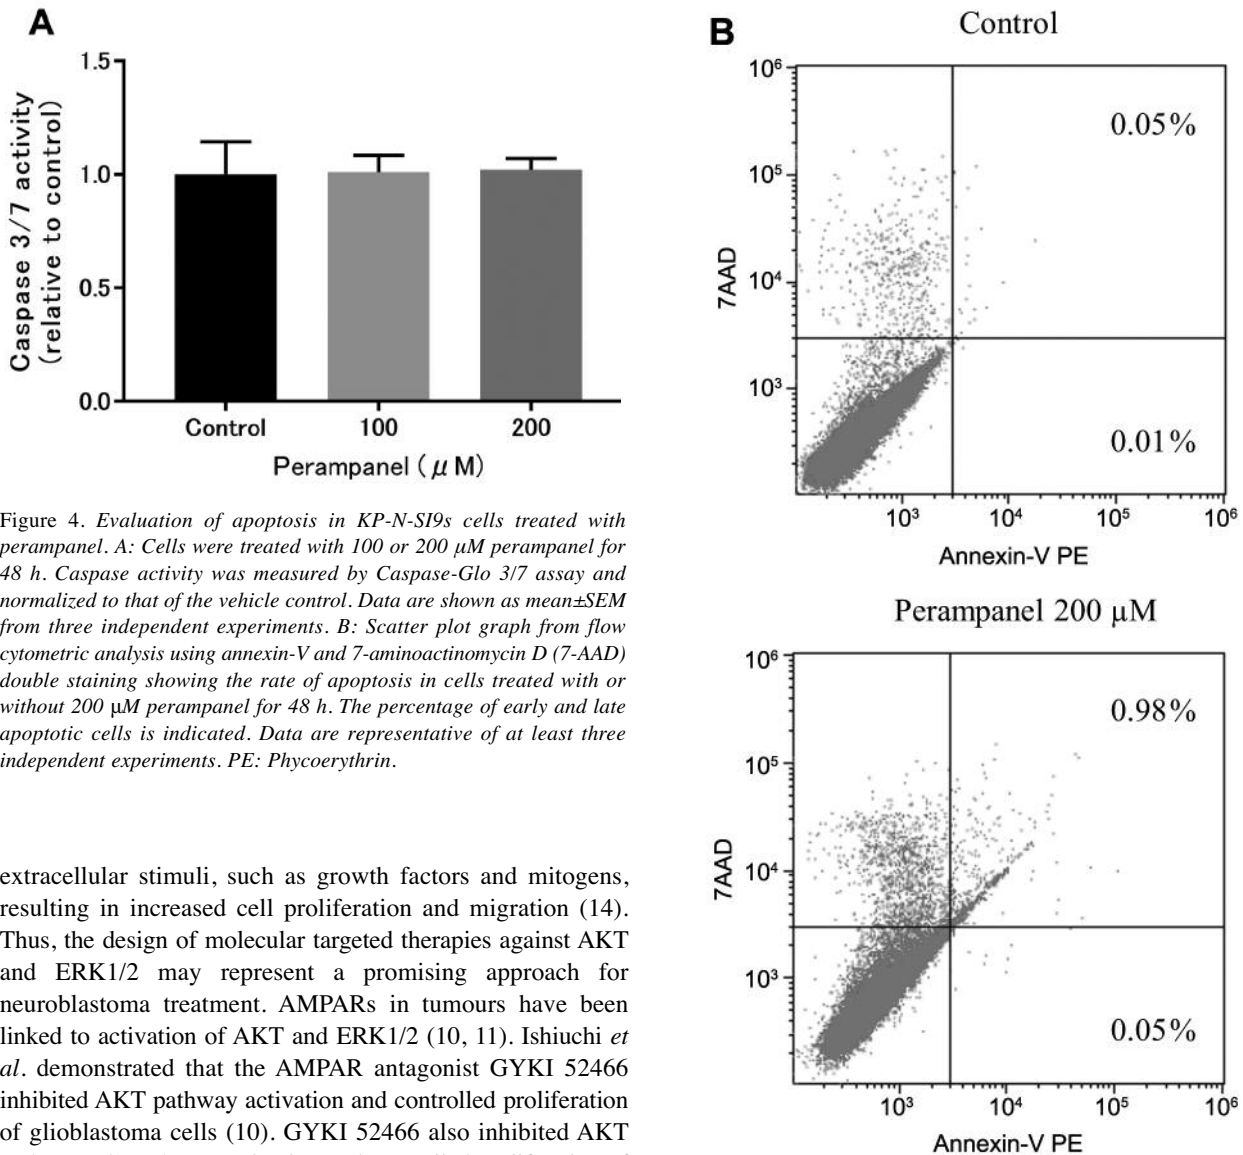 A
1.5
1.0
0.5
0.0
Caspase 3/7 activity
(relative to control)
Control 100 200
Perampanel (μM)
Figure 4. Evaluation of apoptosis in KP-N-SI9s cells treated with
perampanel. A: Cells were treated with 100 or 200 μM perampanel for
48 h. Caspase activity was measured by Caspase-Glo 3/7 assay and
normalized to that of the vehicle control. Data are shown as mean±SEM
from three independent experiments. B: Scatter plot graph from flow
cytometric analysis using annexin-V and 7-aminoactinomycin D (7-AAD)
double staining showing the rate of apoptosis in cells treated with or
without 200 μM perampanel for 48 h. The percentage of early and late
apoptotic cells is indicated. Data are representative of at least three
independent experiments. PE: Phycoerythrin.
extracellular stimuli, such as growth factors and mitogens,
resulting in increased cell proliferation and migration (14).
Thus, the design of molecular targeted therapies against AKT
and ERK1/2 may represent a promising approach for
neuroblastoma treatment. AMPARs in tumours have been
linked to activation of AKT and ERK1/2 (10, 11). Ishiuchi et
al. demonstrated that the AMPAR antagonist GYKI 52466
inhibited AKT pathway activation and controlled proliferation
of glioblastoma cells (10). GYKI 52466 also inhibited AKT
B
Control
10⁶
10⁵
10⁴
10³
7AAD
0.05%
0.01%
10³ 10⁴ 10⁵ 10⁶
Annexin-V PE
Perampanel 200 μM
10⁶
10⁵
10⁴
10³
7AAD
0.98%
0.05%
10³ 10⁴ 10⁵ 10⁶
Annexin-V PE